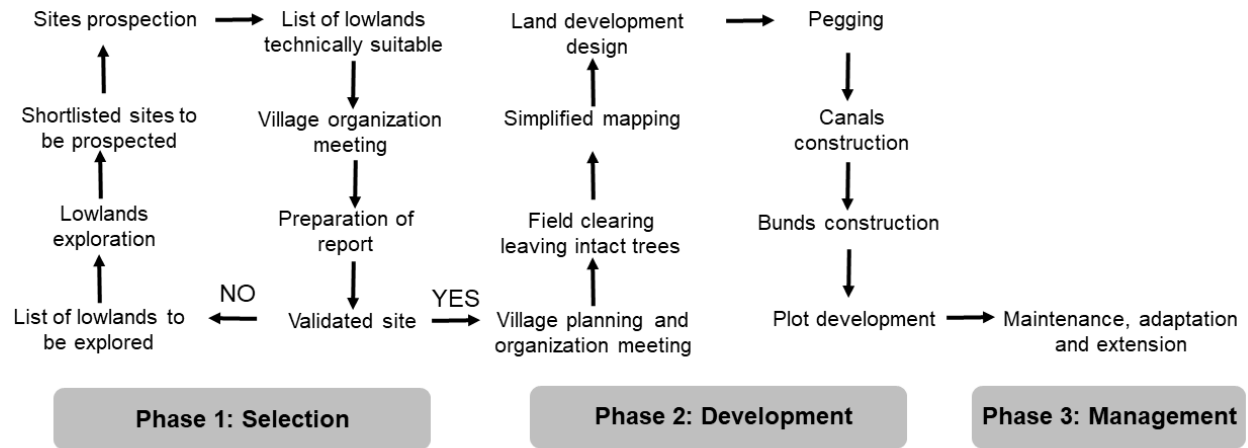 Sites prospection
List of lowlands
technically suitable
Land development
design
Pegging
Shortlisted sites to
be prospected
Village organization
meeting
Simplified mapping
Canals
construction
Lowlands
exploration
Preparation of
report
Field clearing
leaving intact trees
Bunds construction
NO
YES
List of lowlands to
be explored
Validated site
Village planning and
organization meeting
Plot development
Maintenance, adaptation
and extension
Phase 1: Selection
Phase 2: Development
Phase 3: Management